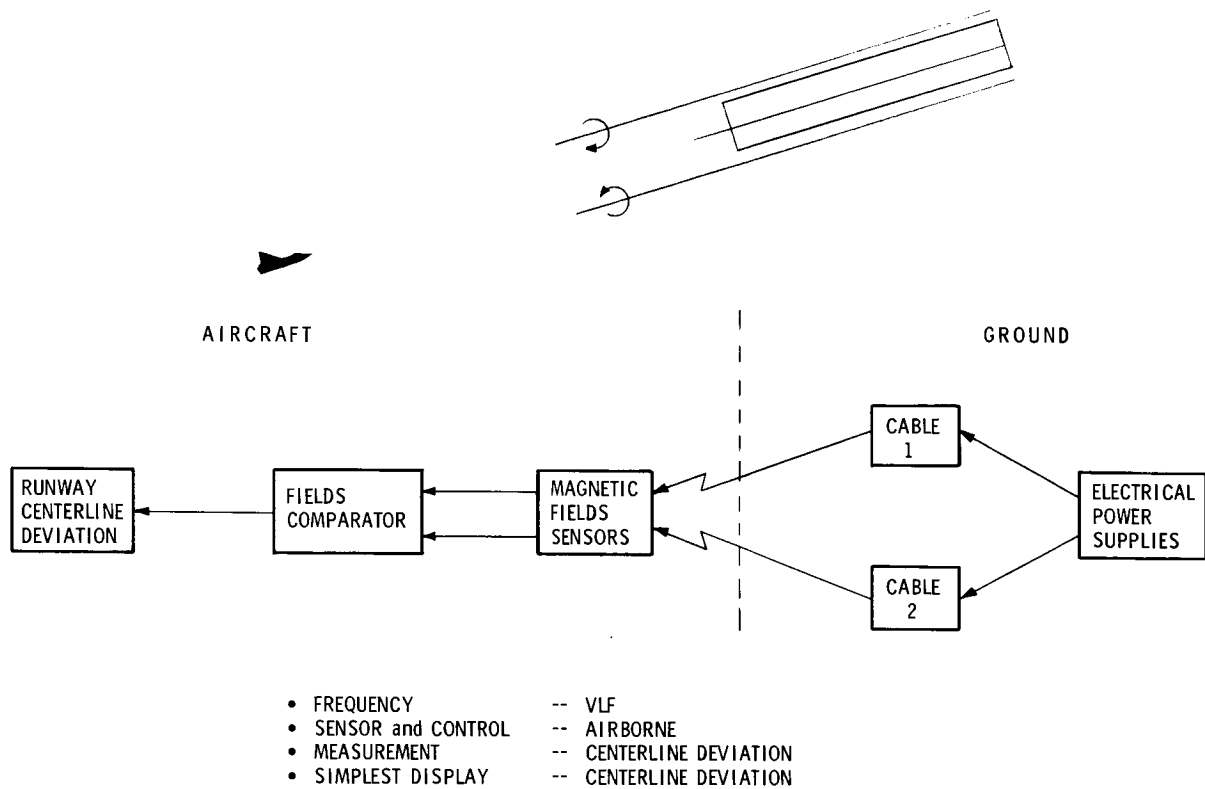 AIRCRAFT
GROUND
RUNWAY
CENTERLINE
DEVIATION
FIELDS
COMPARATOR
MAGNETIC
FIELDS
SENSORS
CABLE
1
CABLE
2
ELECTRICAL
POWER
SUPPLIES
• FREQUENCY -- VLF
• SENSOR and CONTROL -- AIRBORNE
• MEASUREMENT -- CENTERLINE DEVIATION
• SIMPLEST DISPLAY -- CENTERLINE DEVIATION